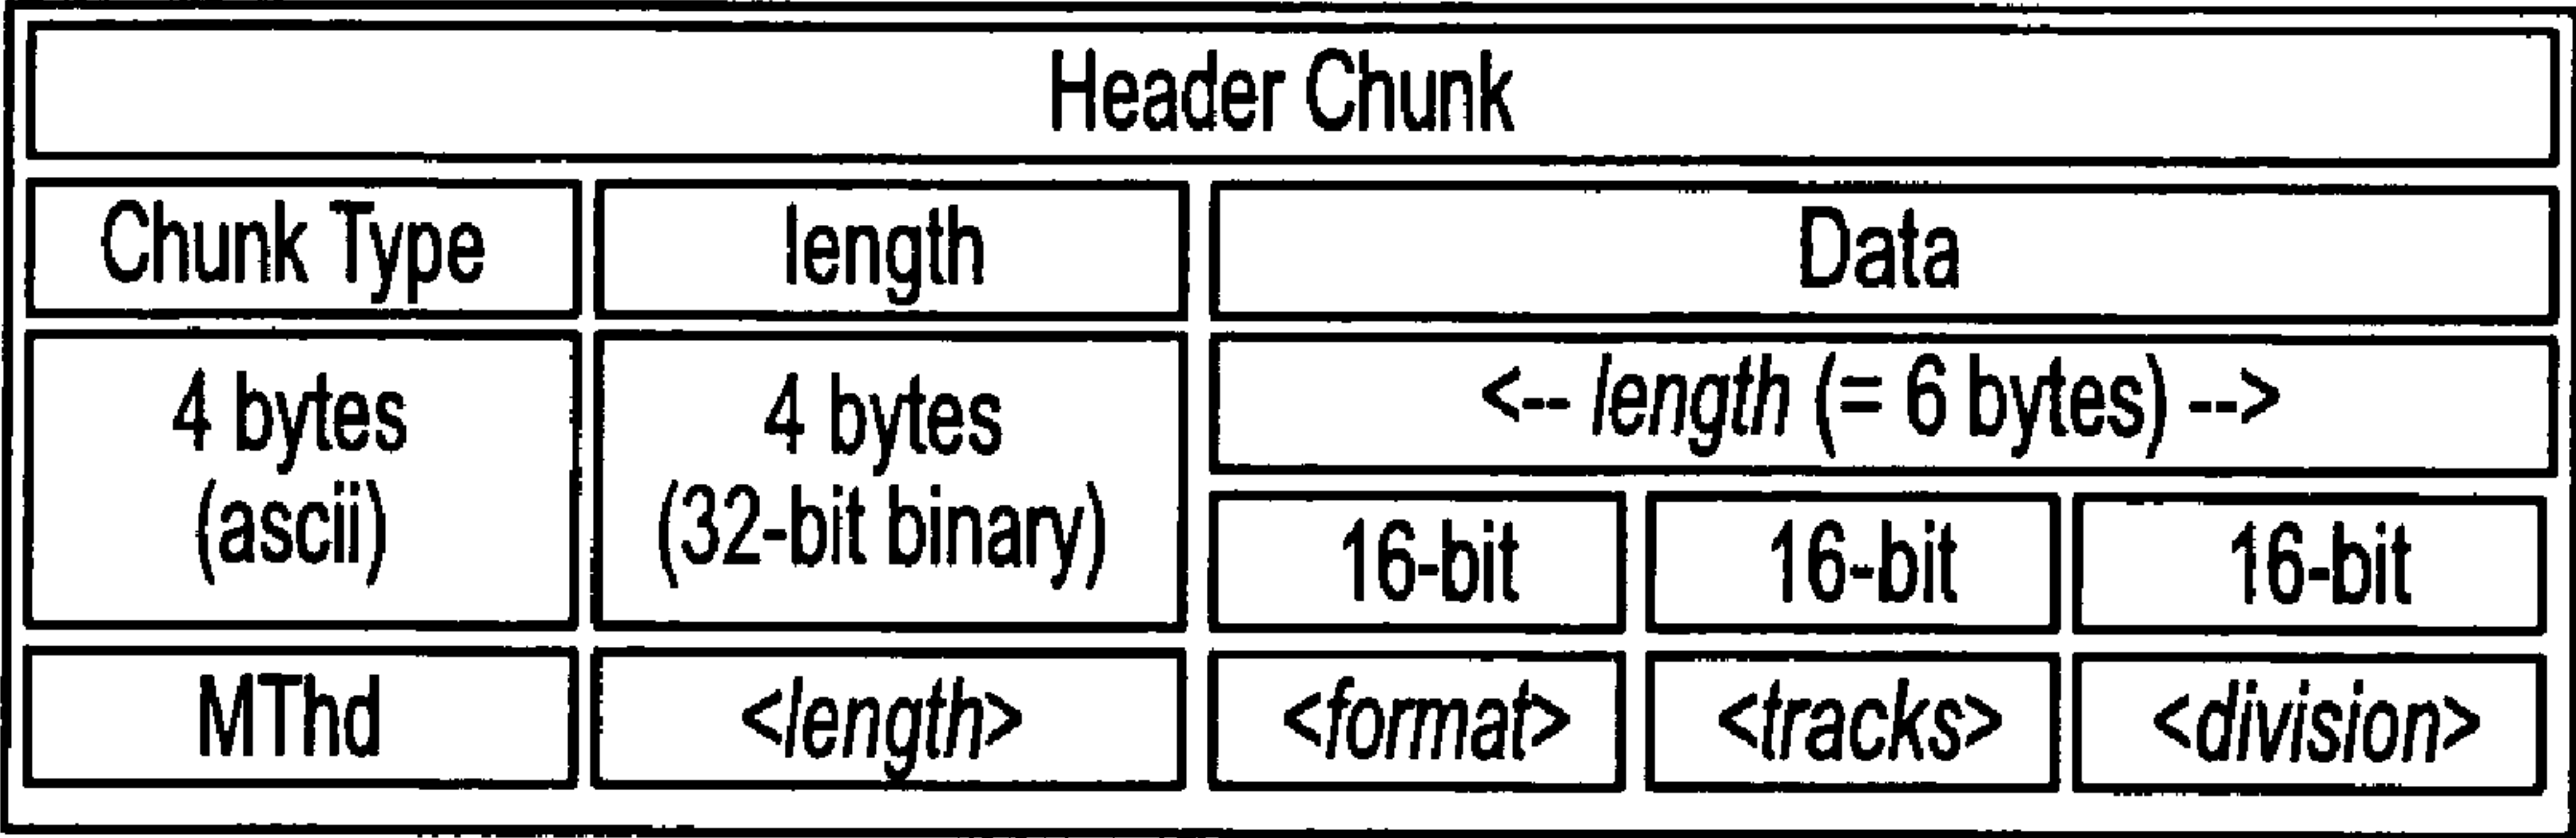 Header Chunk
Chunk Type
length
Data
4 bytes
(ascii)
4 bytes
(32-bit binary)
<-- length (= 6 bytes) -->
16-bit
16-bit
16-bit
MThd
<length>
<format>
<tracks>
<division>